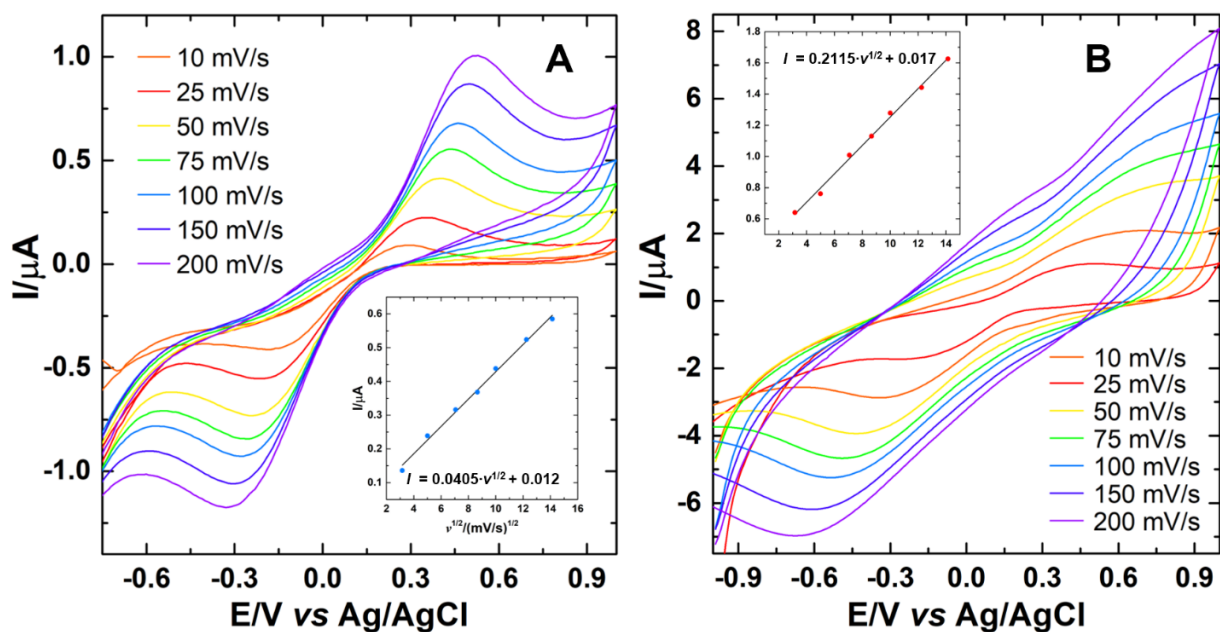 A
I/µA
1.0
0.5
0.0
-0.5
-1.0
10 mV/s
25 mV/s
50 mV/s
75 mV/s
100 mV/s
150 mV/s
200 mV/s
I/µA
0.6
0.5
0.4
0.3
0.2
0.1
I = 0.0405·v1/2 + 0.012
2 4 6 8 10 12 14 16
v1/2/(mV/s)1/2
-0.6 -0.3 0.0 0.3 0.6 0.9
E/V vs Ag/AgCl
B
I/µA
8
6
4
2
0
-2
-4
-6
1.8
1.6
1.4
1.2
1.0
0.8
0.6
I = 0.2115·v1/2 + 0.017
2 4 6 8 10 12 14
10 mV/s
25 mV/s
50 mV/s
75 mV/s
100 mV/s
150 mV/s
200 mV/s
-0.9 -0.6 -0.3 0.0 0.3 0.6 0.9
E/V vs Ag/AgCl